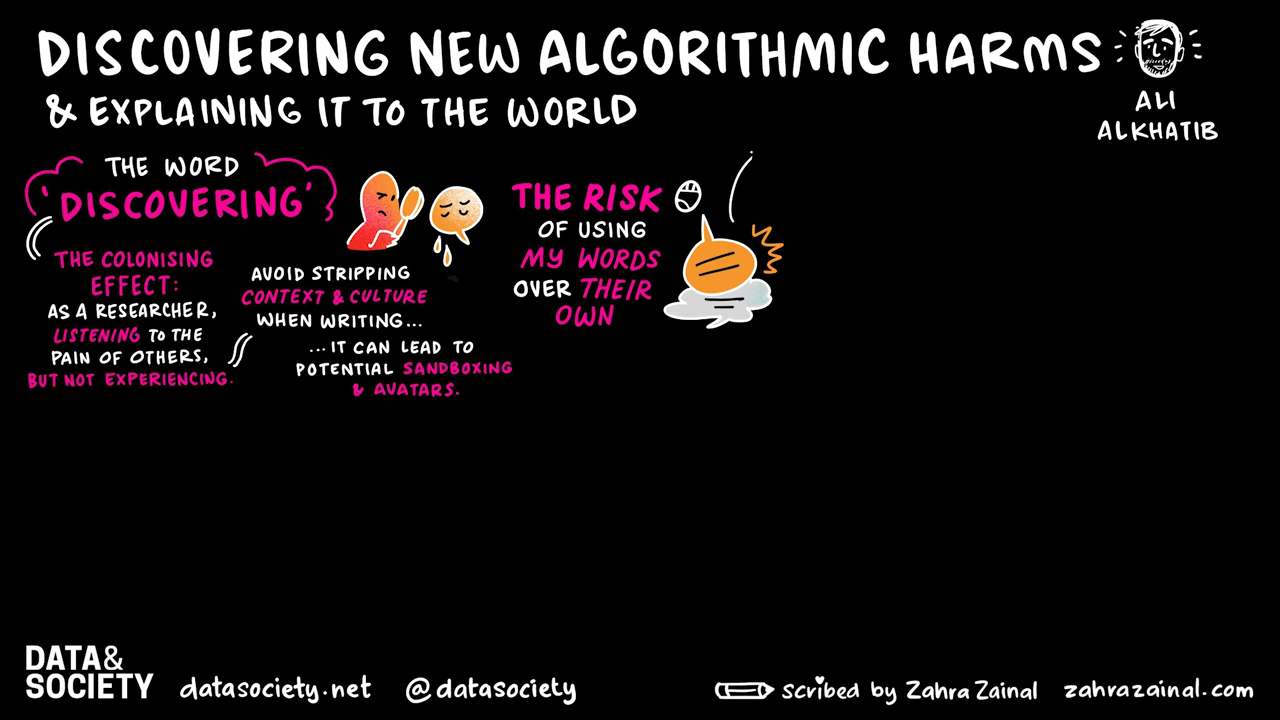 DISCOVERING NEW ALGORITHMIC HARMS
& EXPLAINING IT TO THE WORLD
ALI
ALKHATIB
THE WORD
'DISCOVERING'
THE COLONISING
EFFECT:
AS A RESEARCHER,
LISTENING TO THE
PAIN OF OTHERS,
BUT NOT EXPERIENCING.
AVOID STRIPPING
CONTEXT & CULTURE
WHEN WRITING...
...IT CAN LEAD TO
POTENTIAL SANDBOXING
& AVATARS.
THE RISK
OF USING
MY WORDS
OVER THEIR
OWN
DATA&
SOCIETY
datasociety.net
@datasociety
scribed by Zahra Zainal
zahrazainal.com